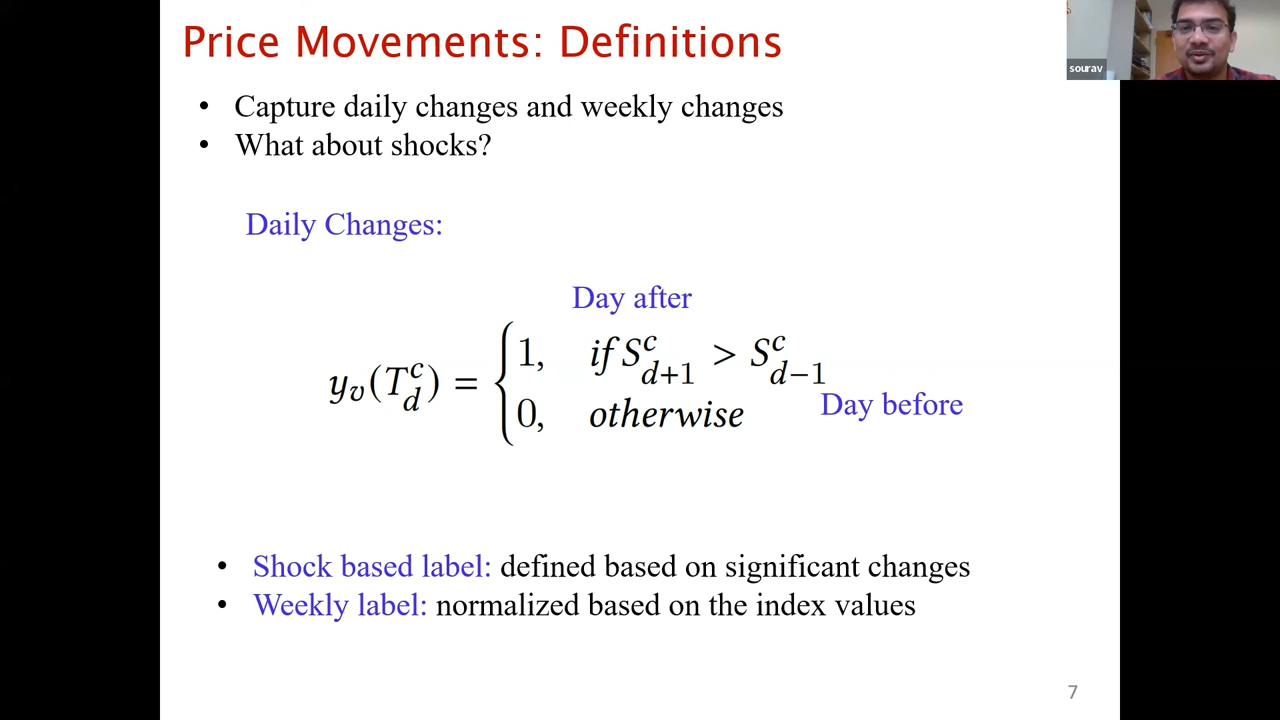 Price Movements: Definitions
sourav
• Capture daily changes and weekly changes
• What about shocks?
Daily Changes:
Day after
y_v(T_d^c) = { 1, if S_{d+1}^c > S_{d-1}^c
0, otherwise
Day before
• Shock based label: defined based on significant changes
• Weekly label: normalized based on the index values
7